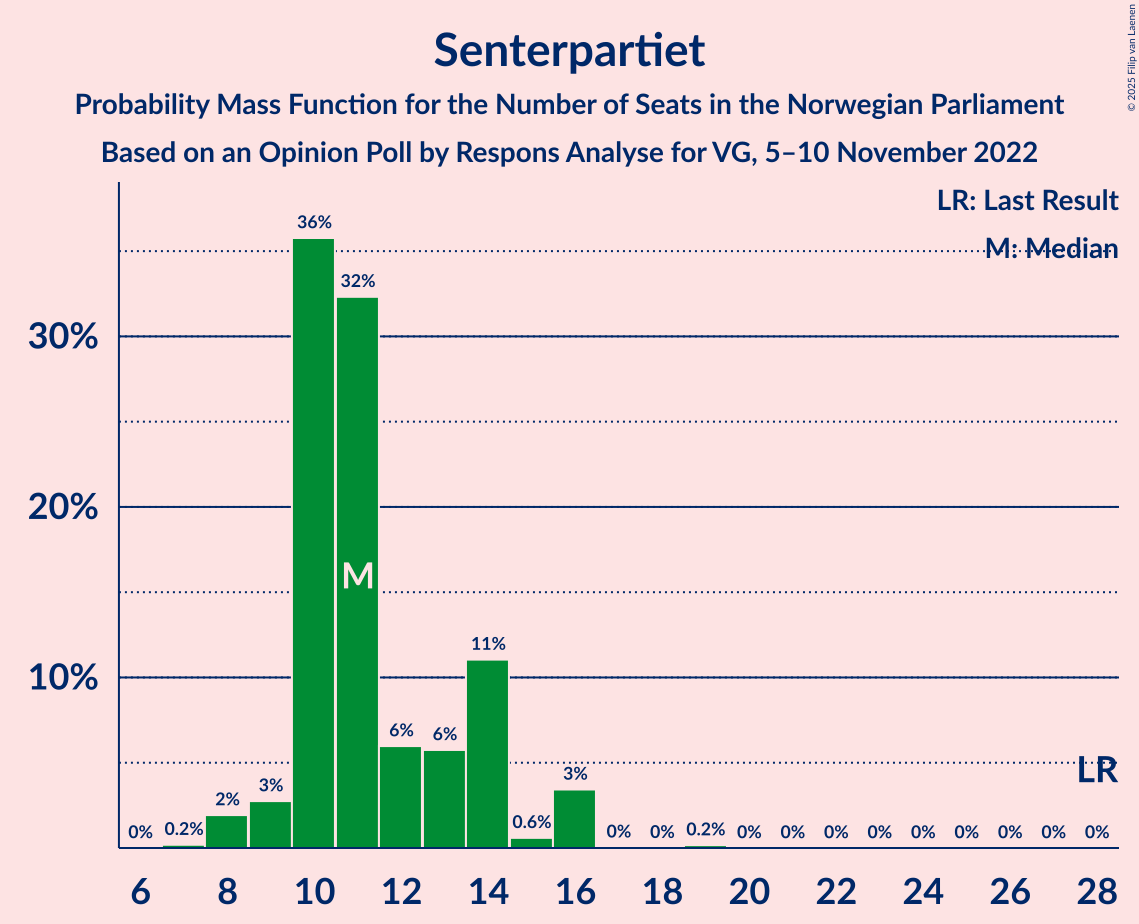 © 2025 Filip van Laenen
Senterpartiet
Probability Mass Function for the Number of Seats in the Norwegian Parliament
Based on an Opinion Poll by Respons Analyse for VG, 5–10 November 2022
LR: Last Result
M: Median
36%
32%
30%
20%
M
11%
10%
6%
6%
LR
3%
3%
2%
0.6%
0%
0.2%
0%
0%
0.2%
0%
0%
0%
0%
0%
0%
0%
0%
0%
6 8 10 12 14 16 18 20 22 24 26 28